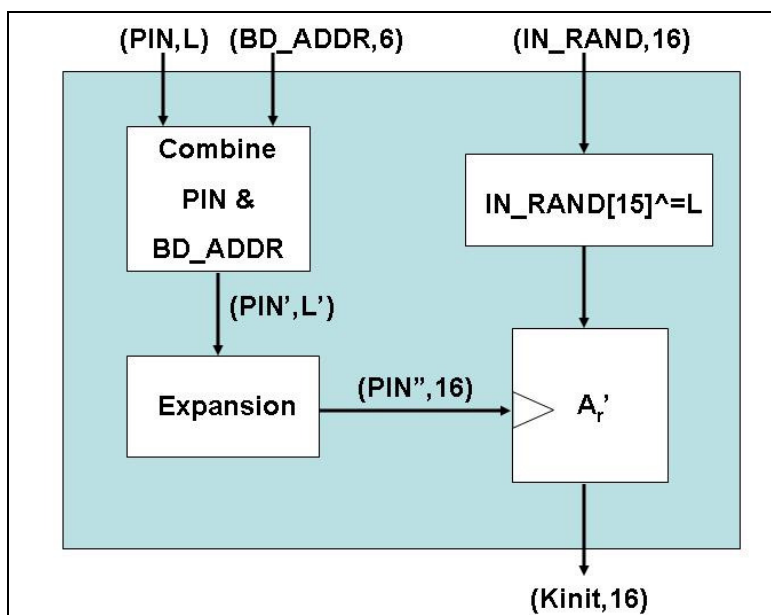 (PIN,L) (BD_ADDR,6) (IN_RAND,16)
Combine
PIN &
BD_ADDR
IN_RAND[15]^=L
(PIN',L')
Expansion
(PIN”,16)
Ar’
(Kinit,16)